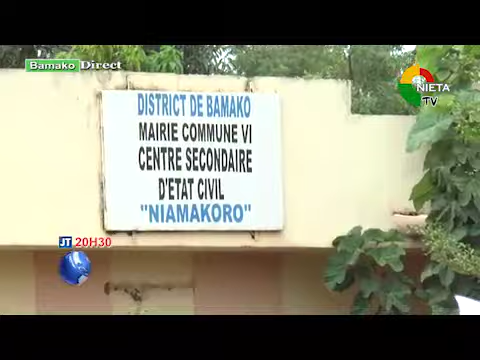 Bamako Direct
NIETA
TV
DISTRICT DE BAMAKO
MAIRIE COMMUNE VI
CENTRE SECONDAIRE
D'ETAT CIVIL
"NIAMAKORO"
JT 20H30